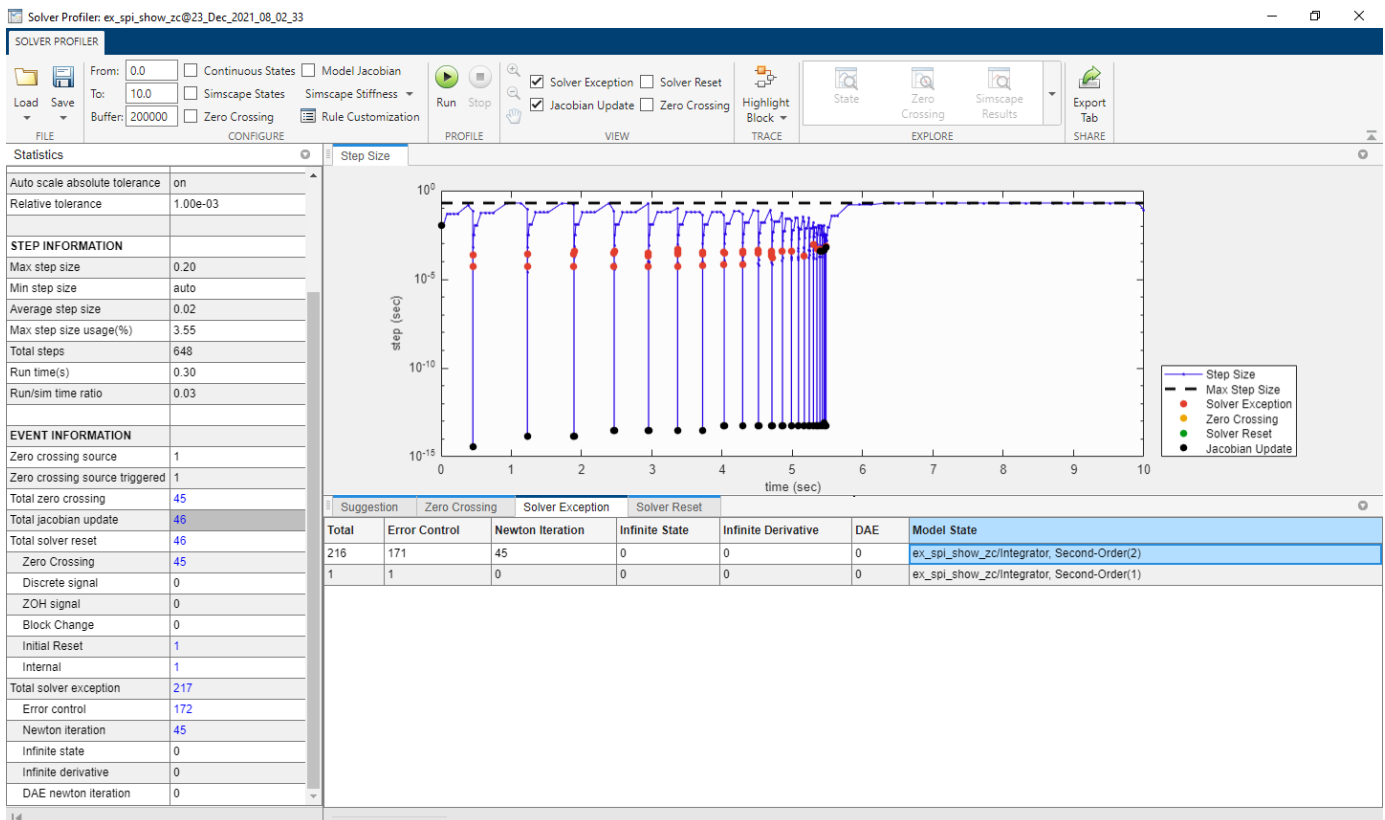 Solver Profiler: ex_spi_show_zc@23_Dec_2021_08_02_33
SOLVER PROFILER
From: 0.0 Continuous States Model Jacobian
To: 10.0 Simscape States Simscape Stiffness
Buffer: 200000 Zero Crossing Rule Customization
Load Save
Run Stop
Solver Exception Solver Reset
Jacobian Update Zero Crossing
Highlight Block
State
Zero Crossing
Simscape Results
Export Tab
FILE CONFIGURE PROFILE VIEW TRACE EXPLORE SHARE
Statistics
Auto scale absolute tolerance on
Relative tolerance 1.00e-03
STEP INFORMATION
Max step size 0.20
Min step size auto
Average step size 0.02
Max step size usage(%) 3.55
Total steps 648
Run time(s) 0.30
Run/sim time ratio 0.03
EVENT INFORMATION
Zero crossing source 1
Zero crossing source triggered 1
Total zero crossing 45
Total jacobian update 46
Total solver reset 46
Zero Crossing 45
Discrete signal 0
ZOH signal 0
Block Change 0
Initial Reset 1
Internal 1
Total solver exception 217
Error control 172
Newton iteration 45
Infinite state 0
Infinite derivative 0
DAE newton iteration 0
Step Size
10^0
10^-5
10^-10
10^-15
step (sec)
0 1 2 3 4 5 6 7 8 9 10
time (sec)
Step Size
Max Step Size
Solver Exception
Zero Crossing
Solver Reset
Jacobian Update
Suggestion Zero Crossing Solver Exception Solver Reset
Total Error Control Newton Iteration Infinite State Infinite Derivative DAE Model State
216 171 45 0 0 0 ex_spi_show_zc/Integrator, Second-Order(2)
1 1 0 0 0 0 ex_spi_show_zc/Integrator, Second-Order(1)